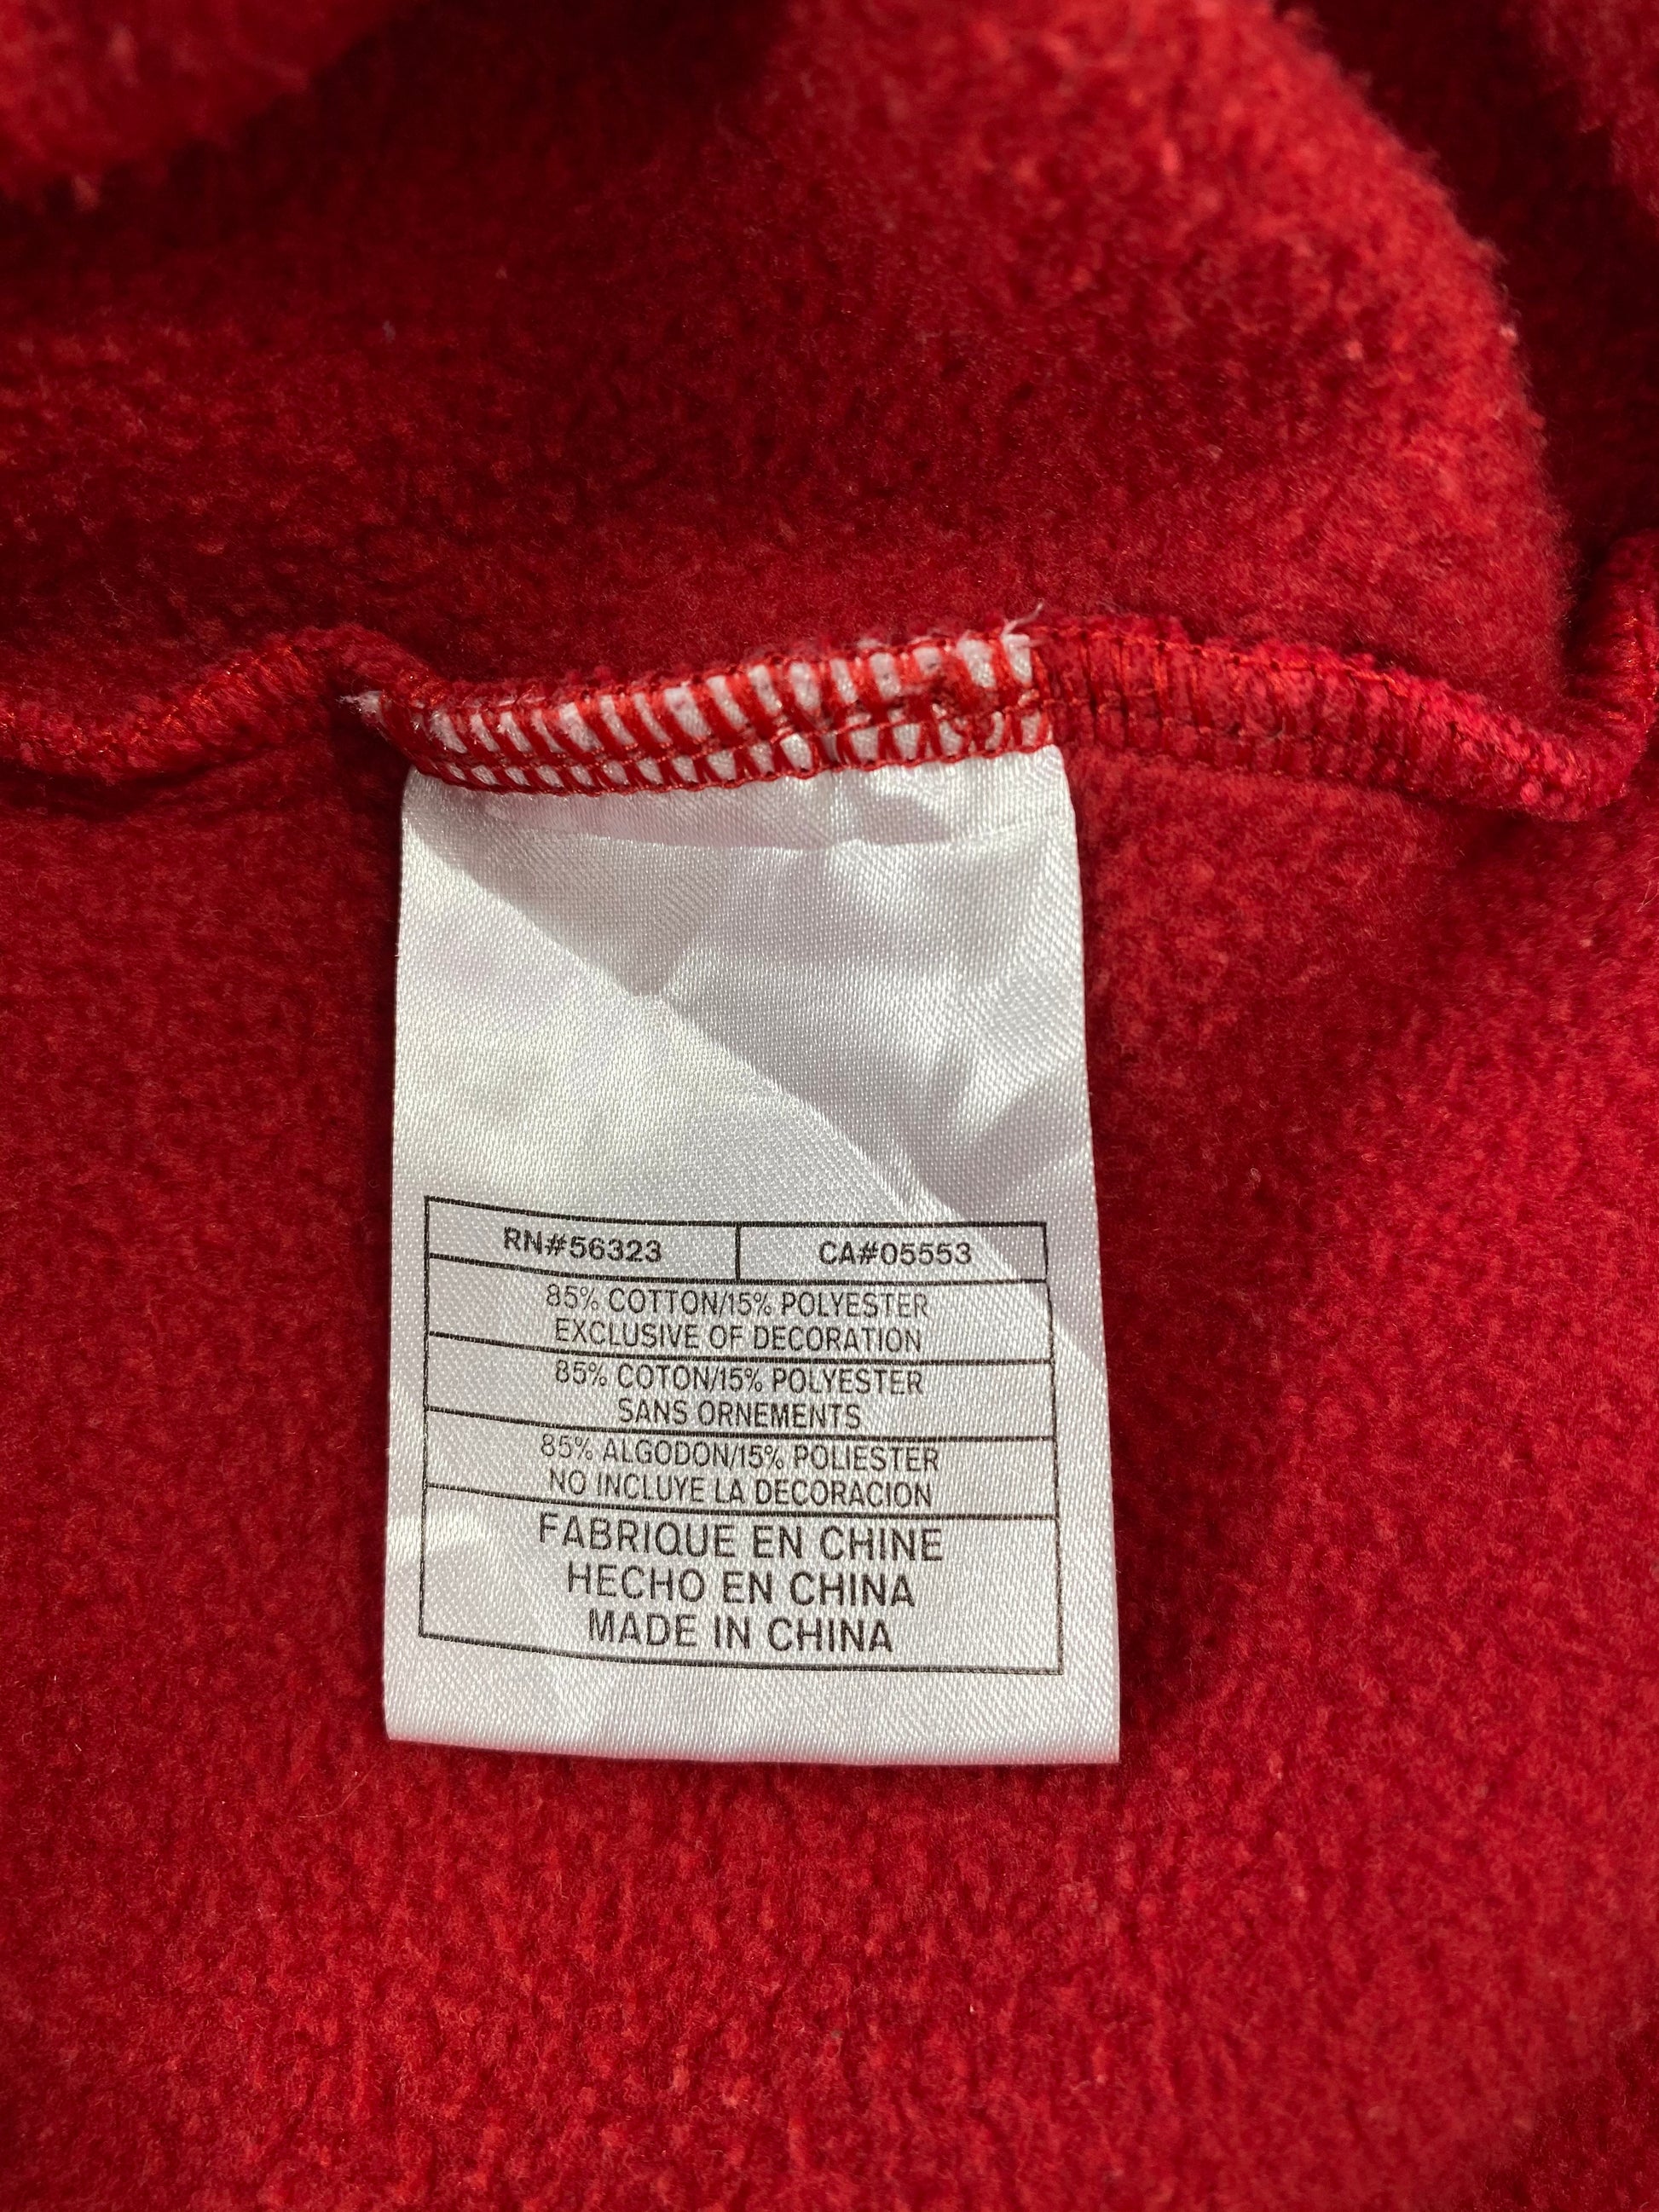 RN#56323 CA#05553
85% COTTON/15% POLYESTER
EXCLUSIVE OF DECORATION
85% COTON/15% POLYESTER
SANS ORNEMENTS
85% ALGODON/15% POLIESTER
NO INCLUYE LA DECORACION
FABRIQUE EN CHINE
HECHO EN CHINA
MADE IN CHINA